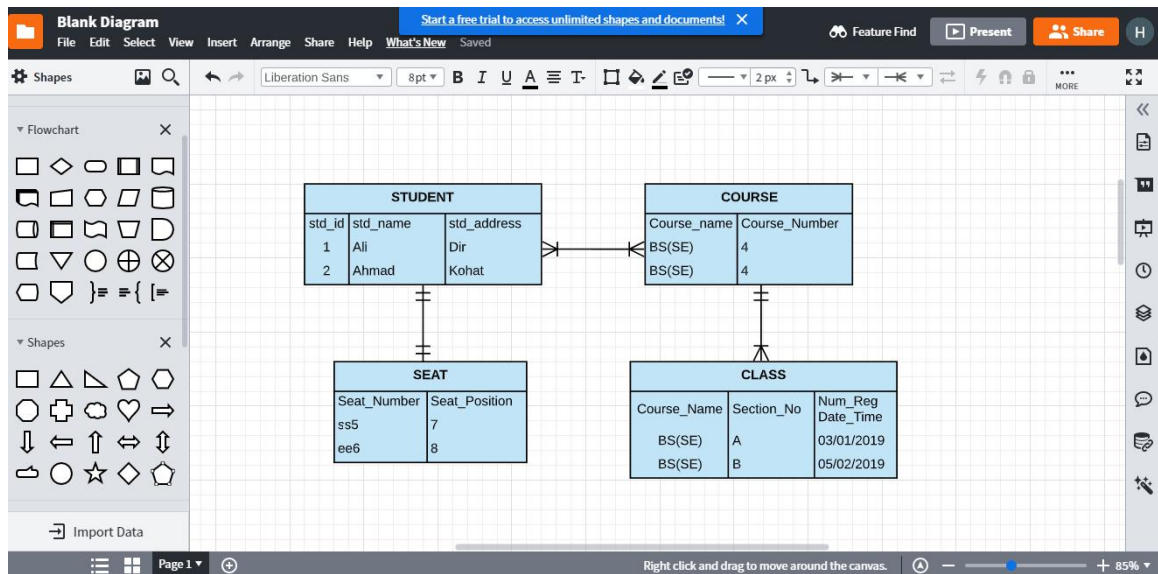 Blank Diagram
Start a free trial to access unlimited shapes and documents!
File Edit Select View Insert Arrange Share Help What's New Saved
Feature Find
Present
Share
H
Shapes
Liberation Sans
8pt
B I U A T
2 px
MORE
Flowchart
Shapes
Import Data
STUDENT
std_id std_name std_address
1 Ali Dir
2 Ahmad Kohat
COURSE
Course_name Course_Number
BS(SE) 4
BS(SE) 4
SEAT
Seat_Number Seat_Position
ss5 7
ee6 8
CLASS
Course_Name Section_No Num_Reg
Date_Time
BS(SE) A 03/01/2019
BS(SE) B 05/02/2019
Page 1
Right click and drag to move around the canvas.
85%